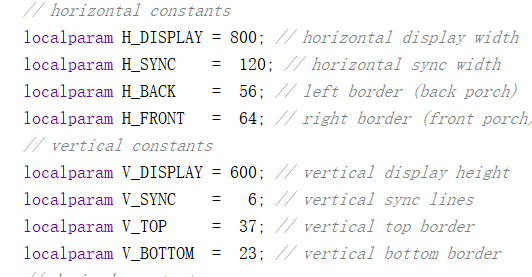 // horizontal constants
localparam H_DISPLAY = 800; // horizontal display width
localparam H_SYNC    =  120; // horizontal sync width
localparam H_BACK    =  56; // left border (back porch)
localparam H_FRONT   =  64; // right border (front porch
// vertical constants
localparam V_DISPLAY = 600; // vertical display height
localparam V_SYNC    =   6; // vertical sync lines
localparam V_TOP     =  37; // vertical top border
localparam V_BOTTOM  =  23; // vertical bottom border